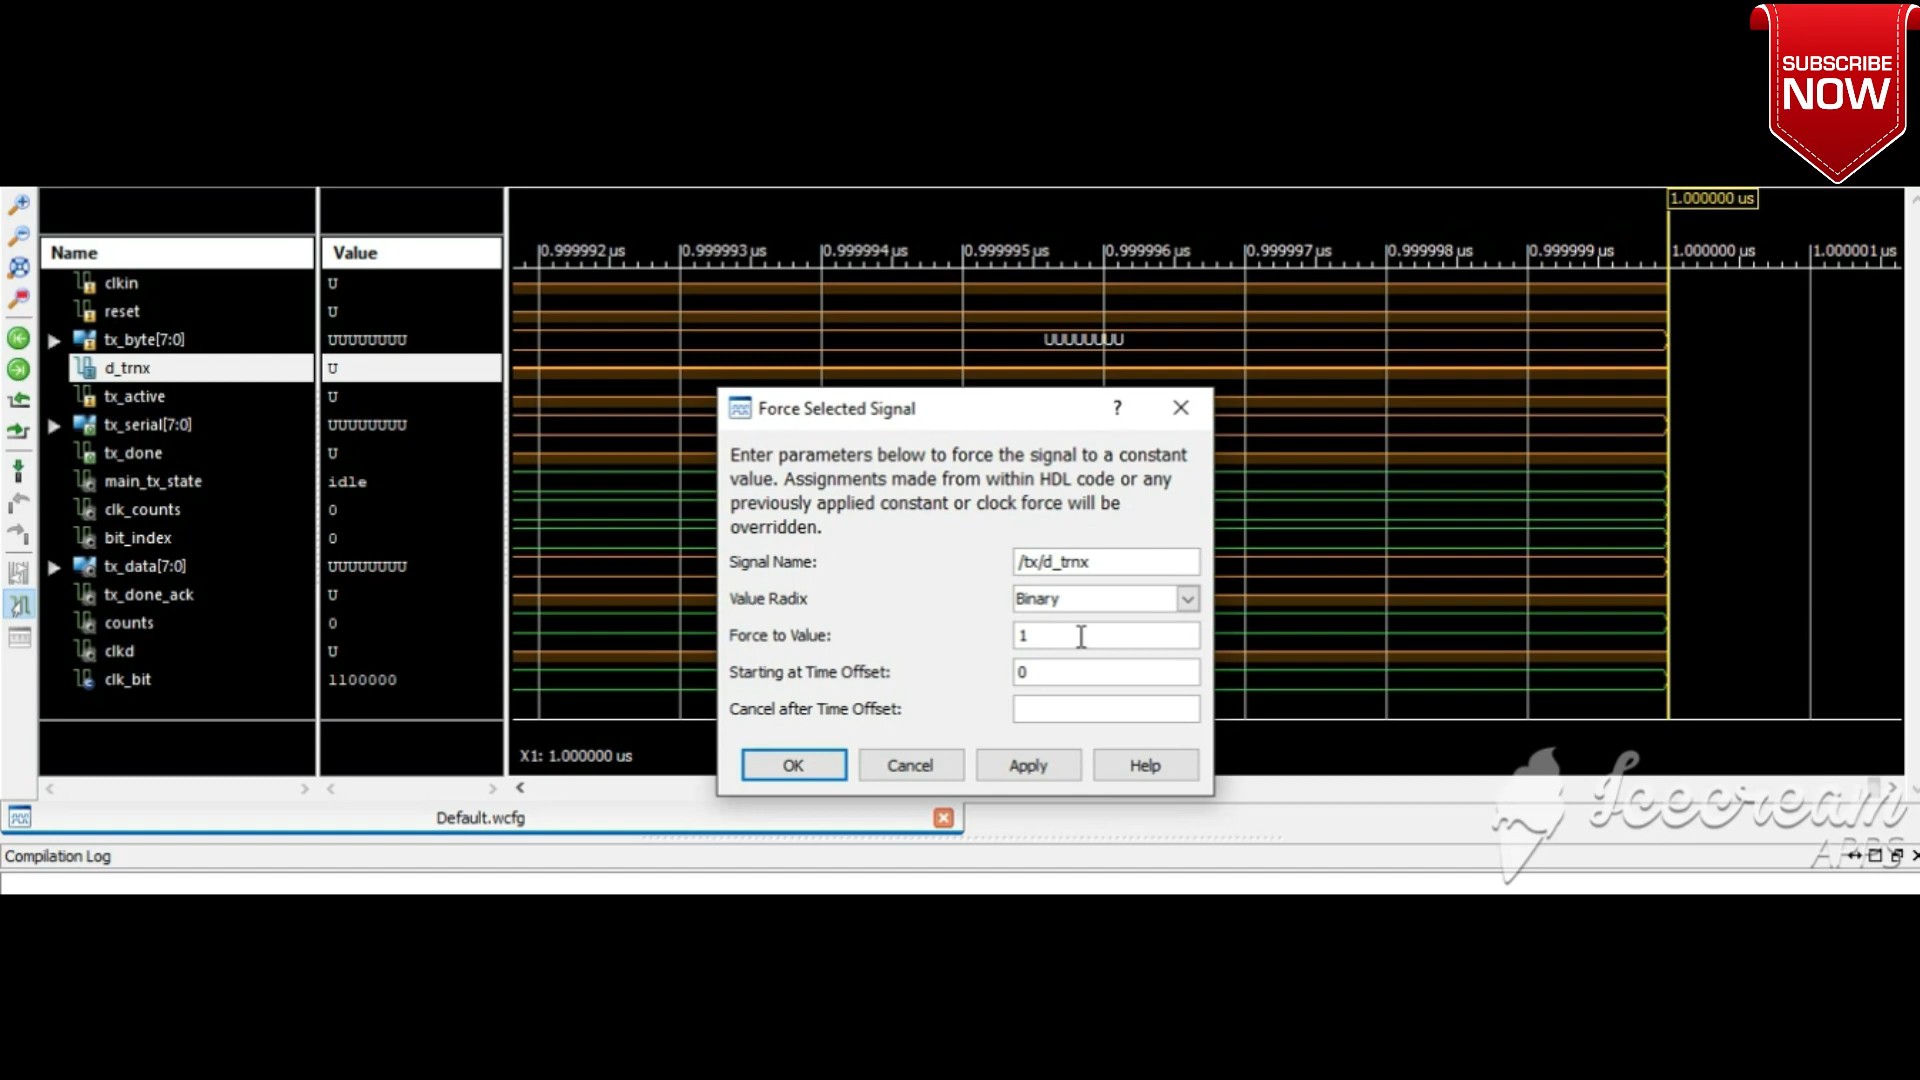 SUBSCRIBE
NOW
1.000000 us
Name
Value
0.999992 us
0.999993 us
0.999994 us
0.999995 us
0.999996 us
0.999997 us
0.999998 us
0.999999 us
1.000000 us
1.000001 us
clkin
U
reset
U
tx_byte[7:0]
UUUUUUUU
UUUUUUUU
d_trnx
U
tx_active
U
tx_serial[7:0]
UUUUUUUU
tx_done
U
main_tx_state
idle
clk_counts
0
bit_index
0
tx_data[7:0]
UUUUUUUU
tx_done_ack
U
counts
0
clkd
U
clk_bit
1100000
X1: 1.000000 us
Force Selected Signal
?
Enter parameters below to force the signal to a constant
value. Assignments made from within HDL code or any
previously applied constant or clock force will be
overridden.
Signal Name:
/tx/d_trnx
Value Radix
Binary
Force to Value:
1
Starting at Time Offset:
0
Cancel after Time Offset:
OK
Cancel
Apply
Help
Default.wcfg
Compilation Log
Icecream
APPS